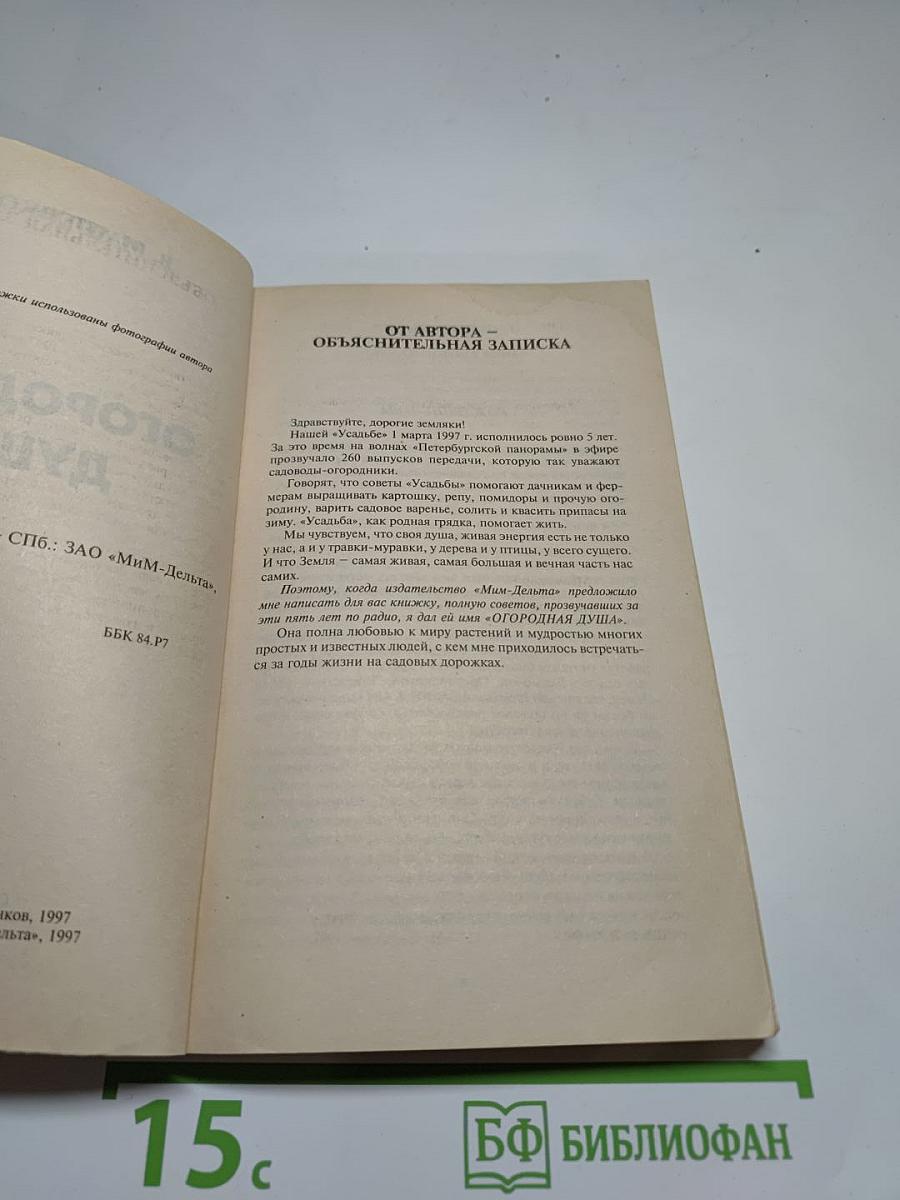 жки использованы фотографии автора
СПб.: ЗАО «МиМ-Дельта»,
ББК 84.Р7
ков, 1997
льта», 1997
ОТ АВТОРА –
ОБЪЯСНИТЕЛЬНАЯ ЗАПИСКА
Здравствуйте, дорогие земляки!
Нашей «Усадьбе» 1 марта 1997 г. исполнилось ровно 5 лет.
За это время на волнах «Петербургской панорамы» в эфире
прозвучало 260 выпусков передачи, которую так уважают
садоводы-огородники.
Говорят, что советы «Усадьбы» помогают дачникам и фер-
мерам выращивать картошку, репу, помидоры и прочую ого-
родину, варить садовое варенье, солить и квасить припасы на
зиму. «Усадьба», как родная грядка, помогает жить.
Мы чувствуем, что своя душа, живая энергия есть не только
у нас, а и у травки-муравки, у дерева и у птицы, у всего сущего.
И что Земля – самая живая, самая большая и вечная часть нас
самих.
Поэтому, когда издательство «Мим-Дельта» предложило
мне написать для вас книжку, полную советов, прозвучавших за
эти пять лет по радио, я дал ей имя «ОГОРОДНАЯ ДУША».
Она полна любовью к миру растений и мудростью многих
простых и известных людей, с кем мне приходилось встречать-
ся за годы жизни на садовых дорожках.
15 с
БФ БИБЛИОФАН